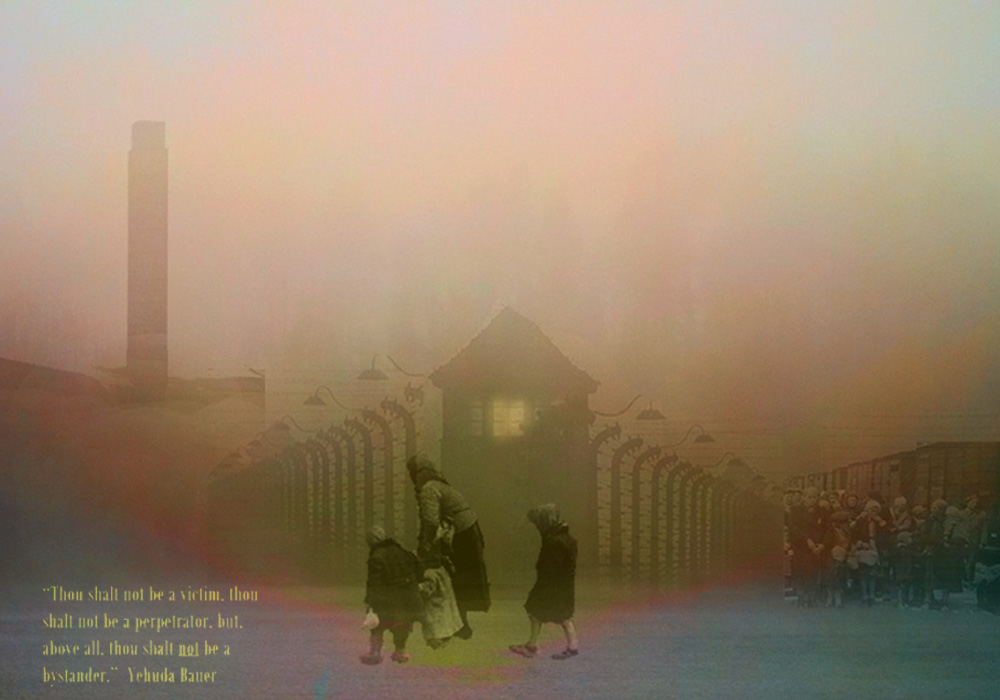 “Thou shalt not be a victim, thou
shalt not be a perpetrator, but,
above all, thou shalt not be a
bystander.” Yehuda Bauer